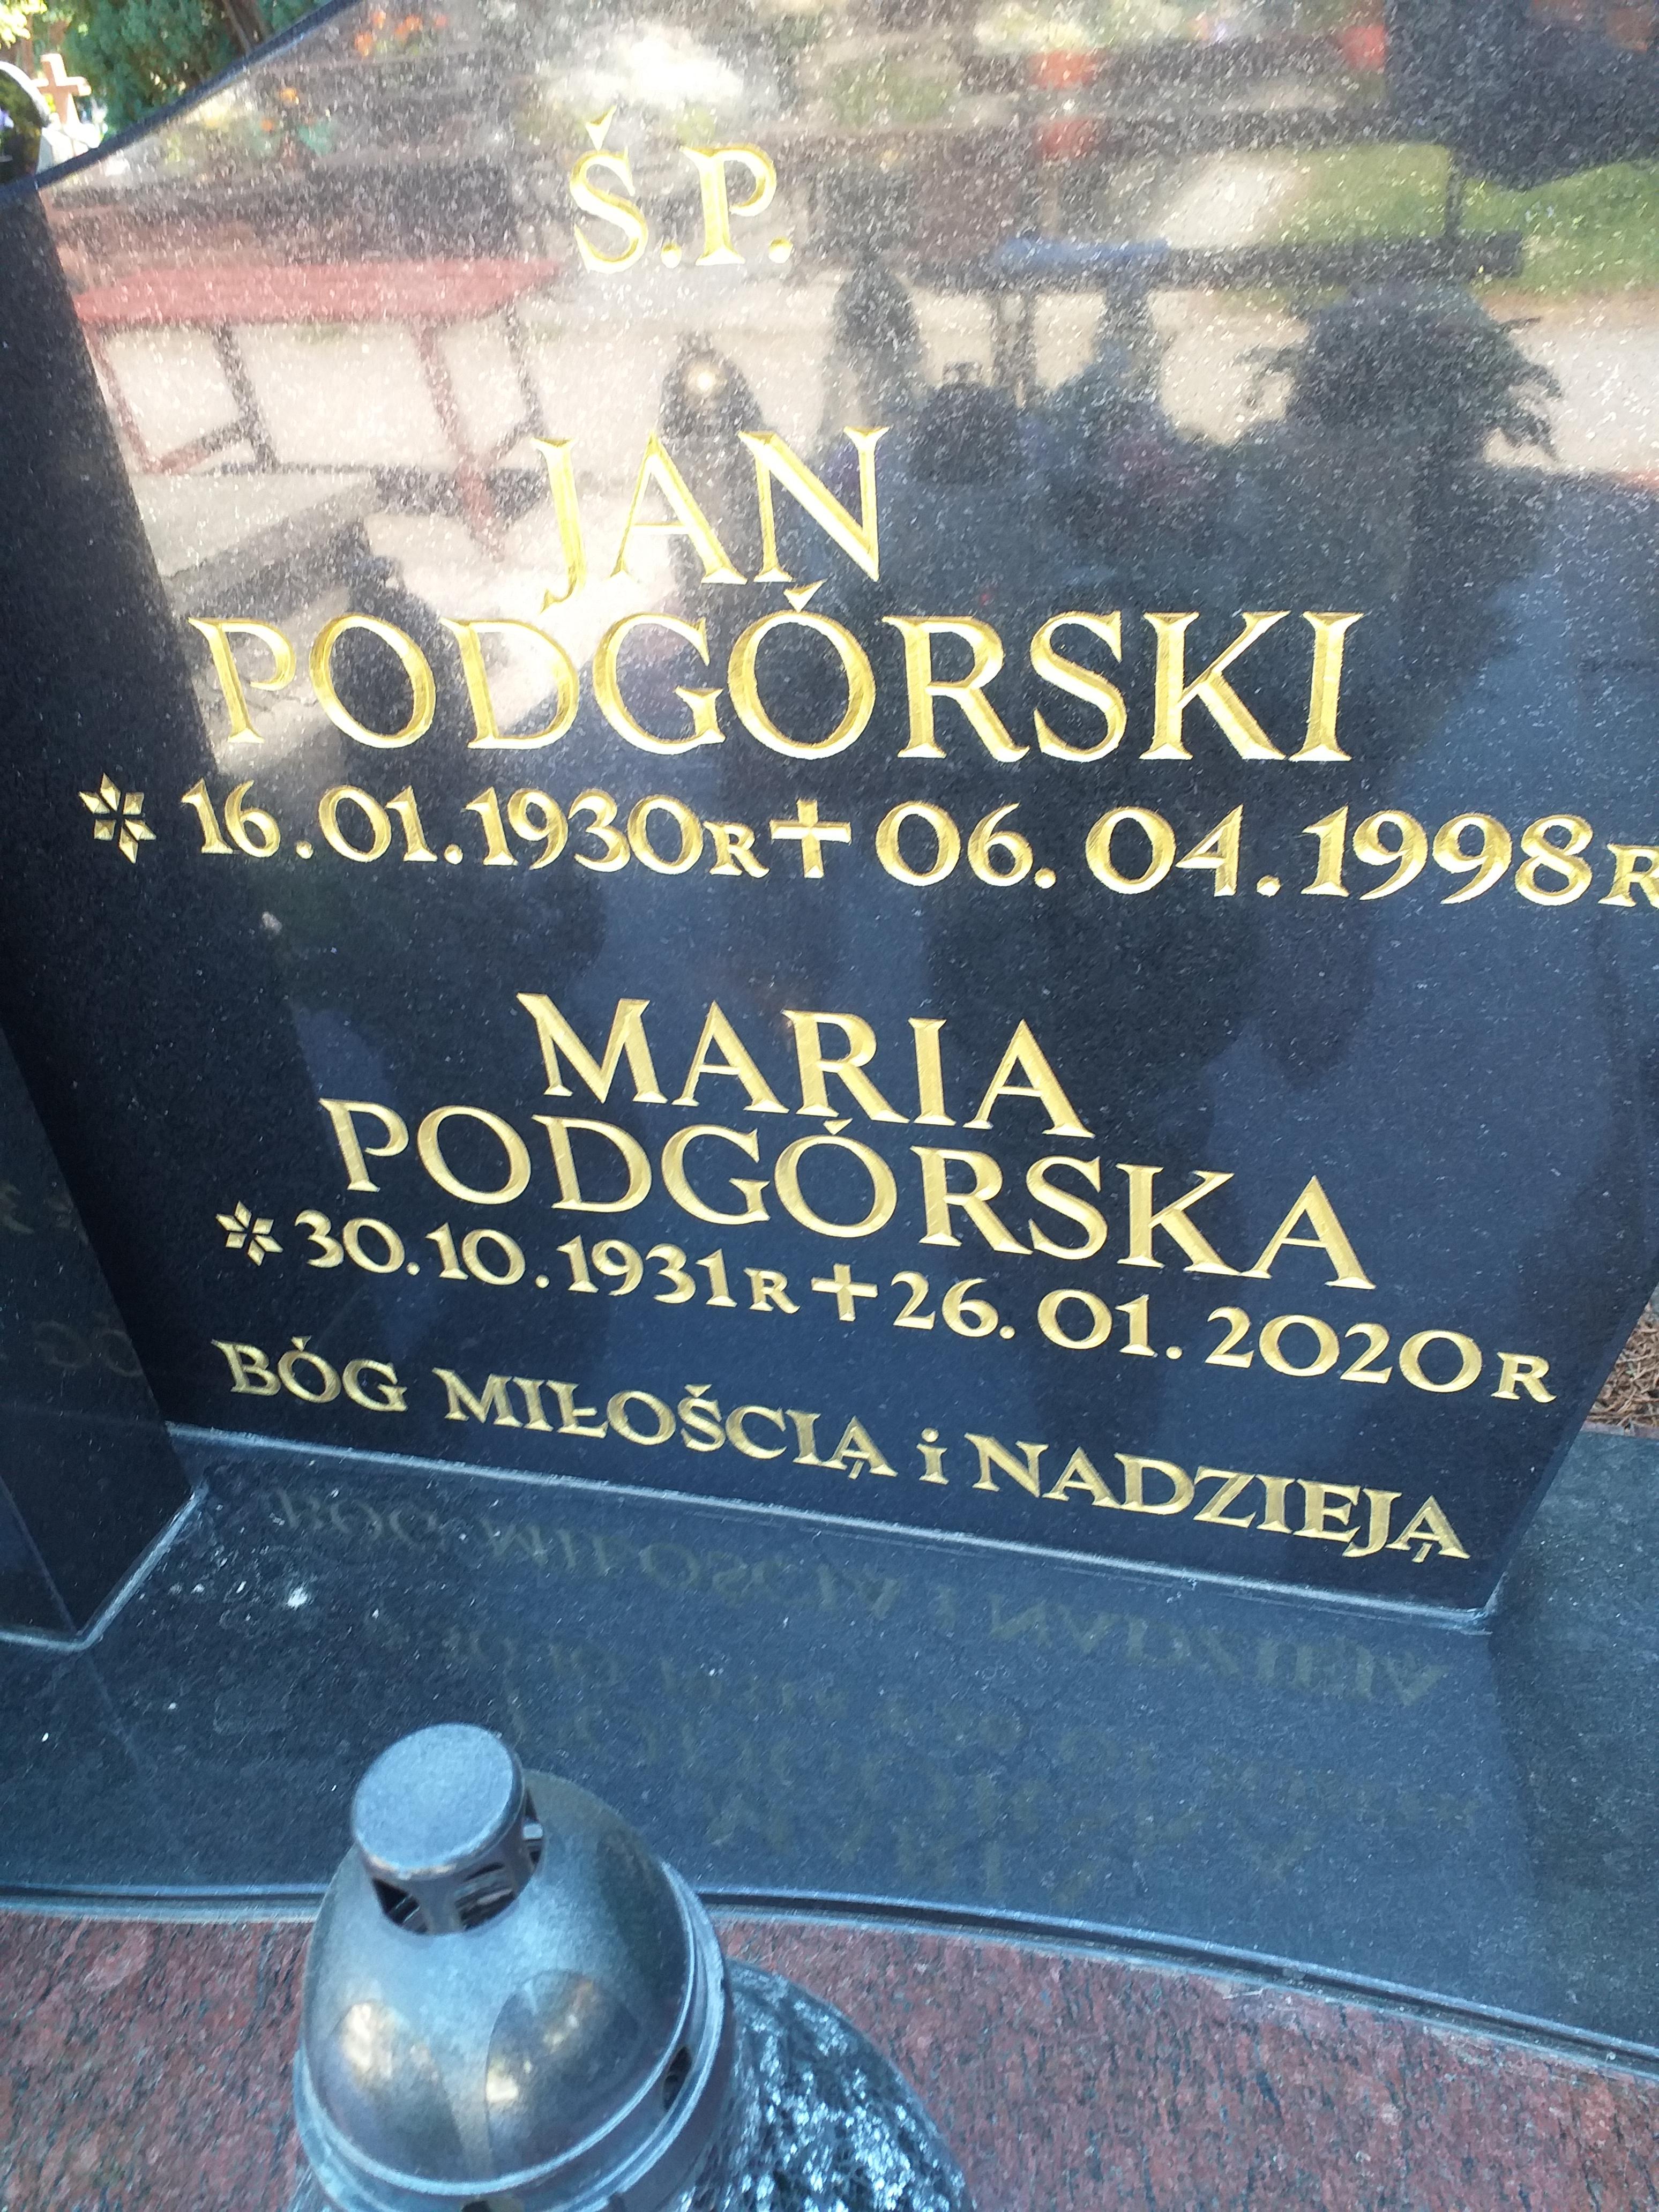 Ś.P.
JAN
PODGÓRSKI
* 16.01.1930R + 06.04.1998R
MARIA
PODGÓRSKA
* 30.10.1931R + 26.01.2020R
BÓG MIŁOŚCIĄ i NADZIEJĄ